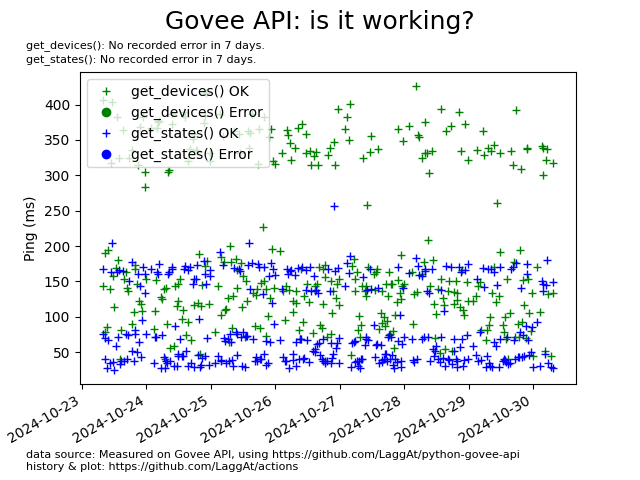 Govee API: is it working?
get_devices(): No recorded error in 7 days.
get_states(): No recorded error in 7 days.
get_devices() OK
get_devices() Error
get_states() OK
get_states() Error
Ping (ms)
400
350
300
250
200
150
100
50
2024-10-23
2024-10-24
2024-10-25
2024-10-26
2024-10-27
2024-10-28
2024-10-29
2024-10-30
data source: Measured on Govee API, using https://github.com/LaggAt/python-govee-api
history & plot: https://github.com/LaggAt/actions